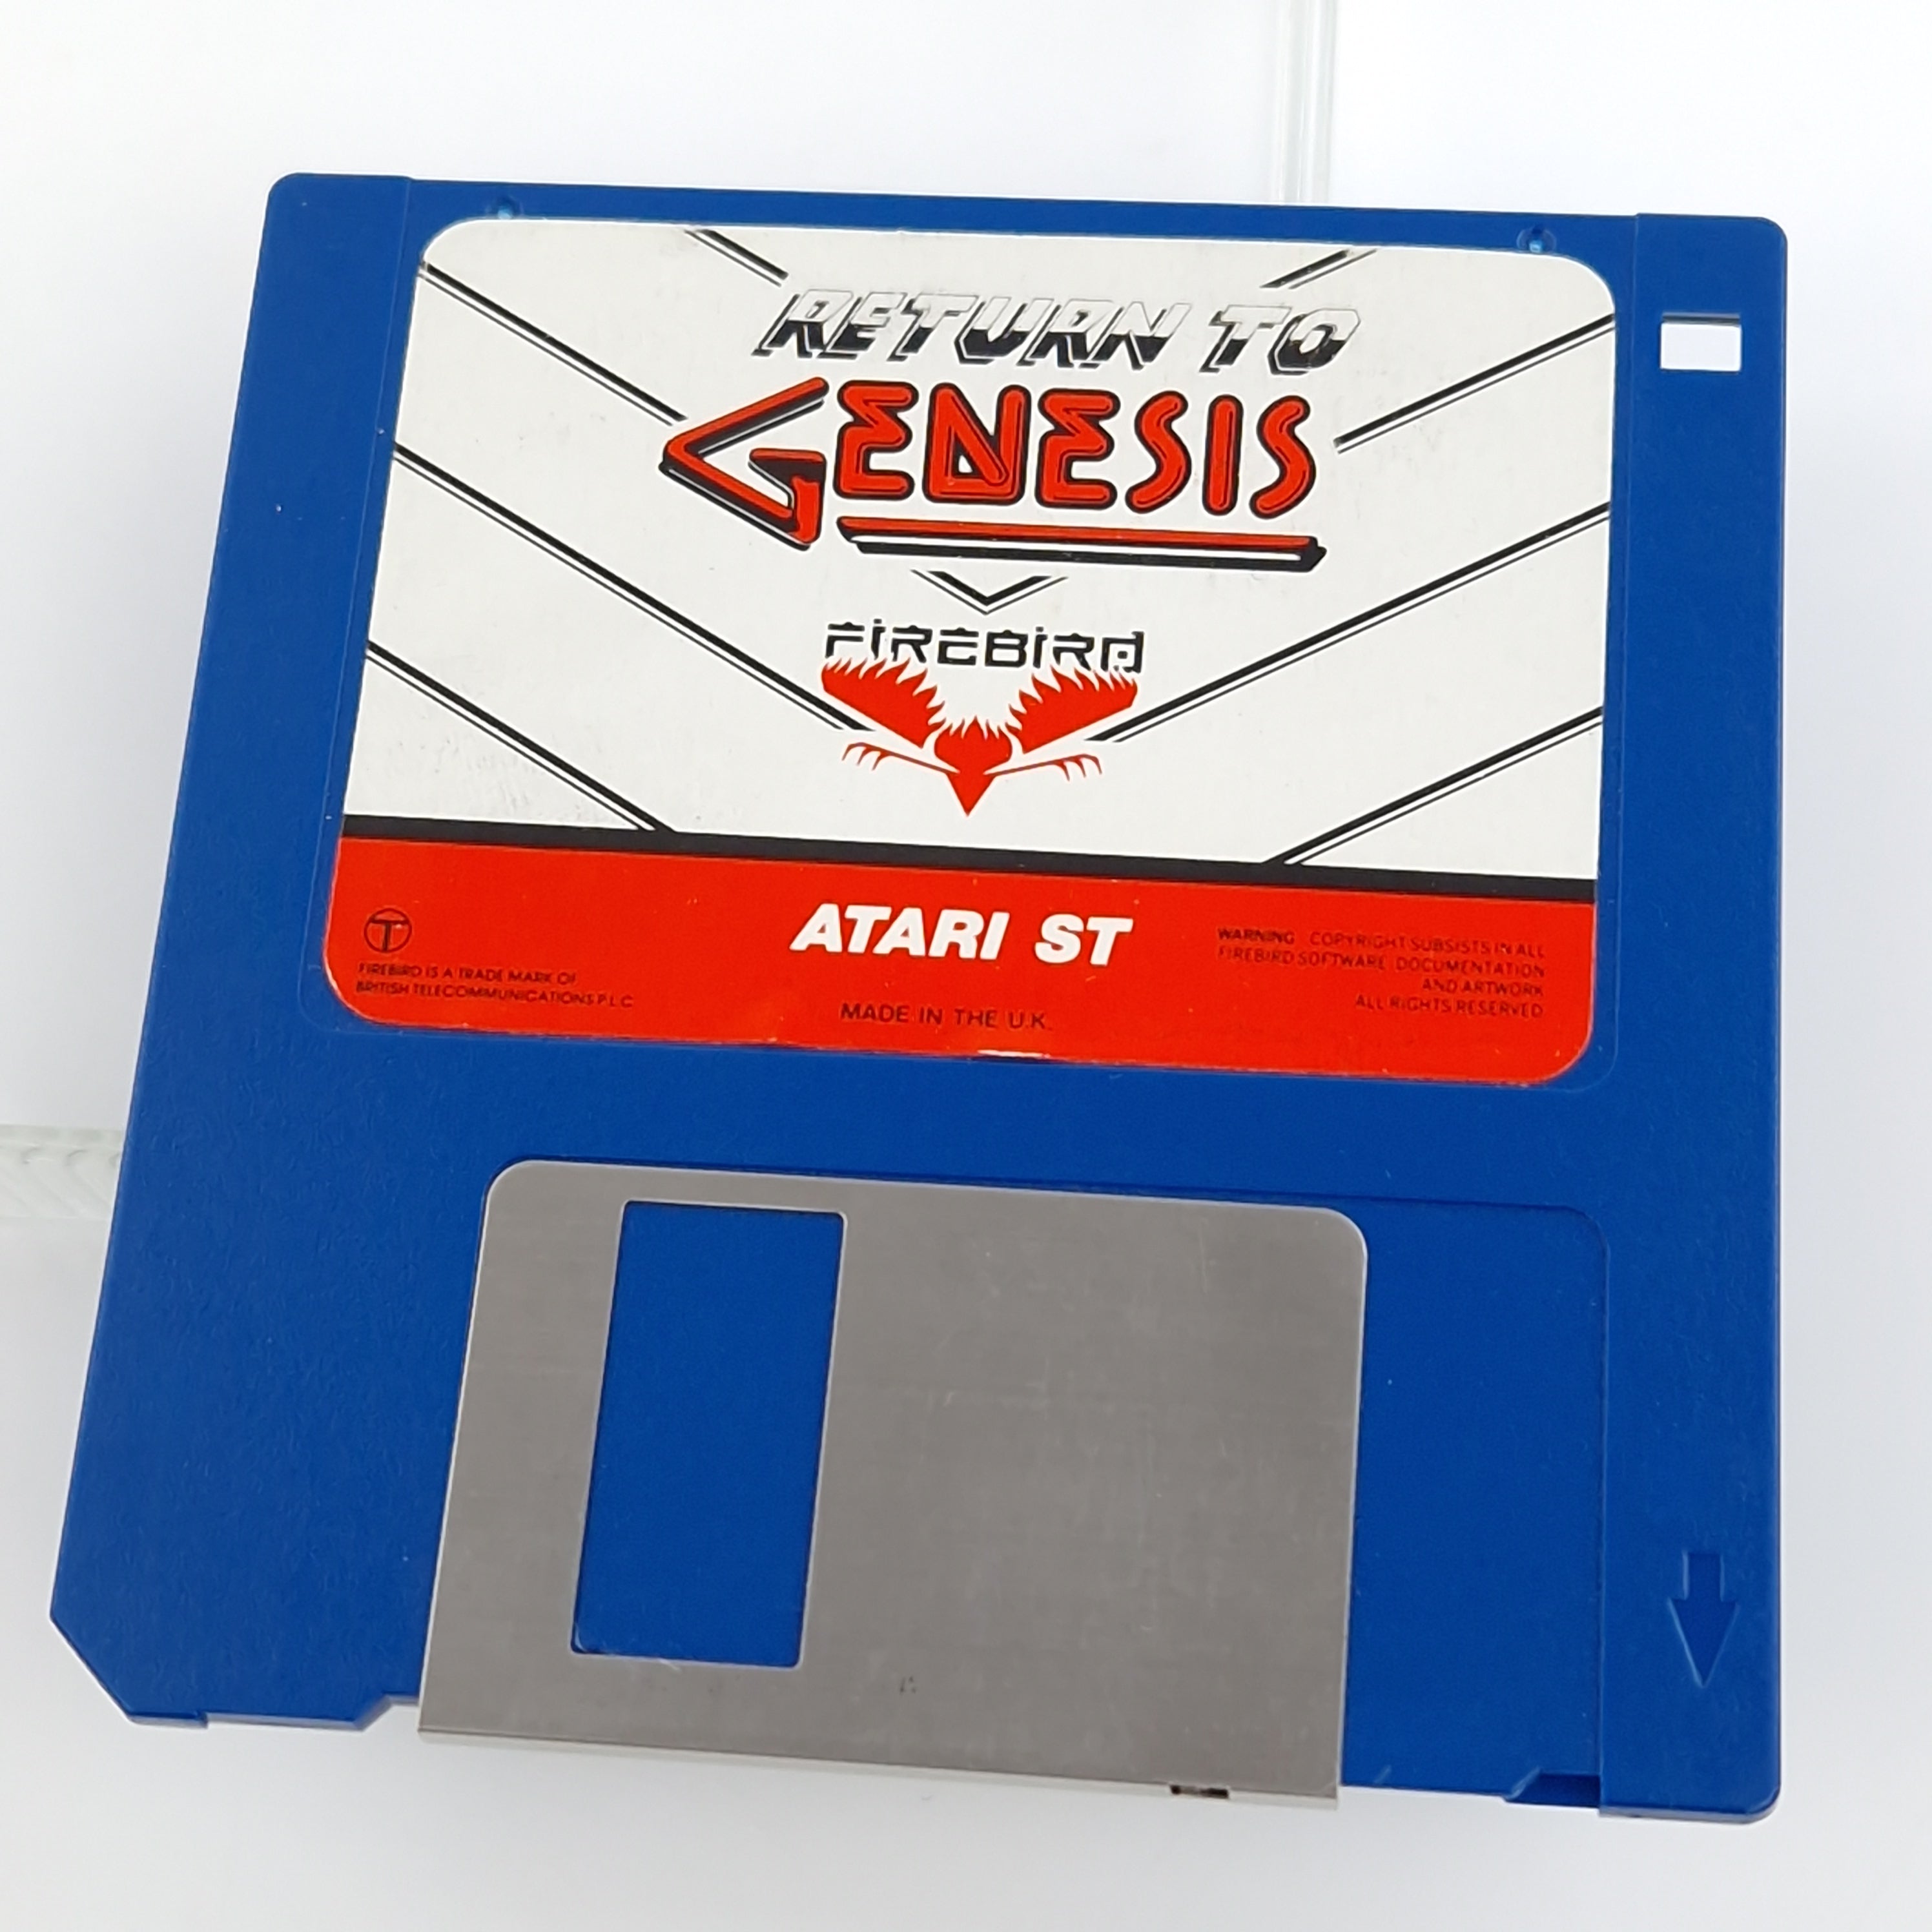 RETURN TO
GENESIS
FIREBIRD
ATARI ST
T
FIREBIRD IS A TRADE MARK OF
BRITISH TELECOMMUNICATIONS P.L.C
MADE IN THE U.K.
WARNING COPYRIGHT SUBSISTS IN ALL
FIREBIRD SOFTWARE DOCUMENTATION
AND ARTWORK
ALL RIGHTS RESERVED